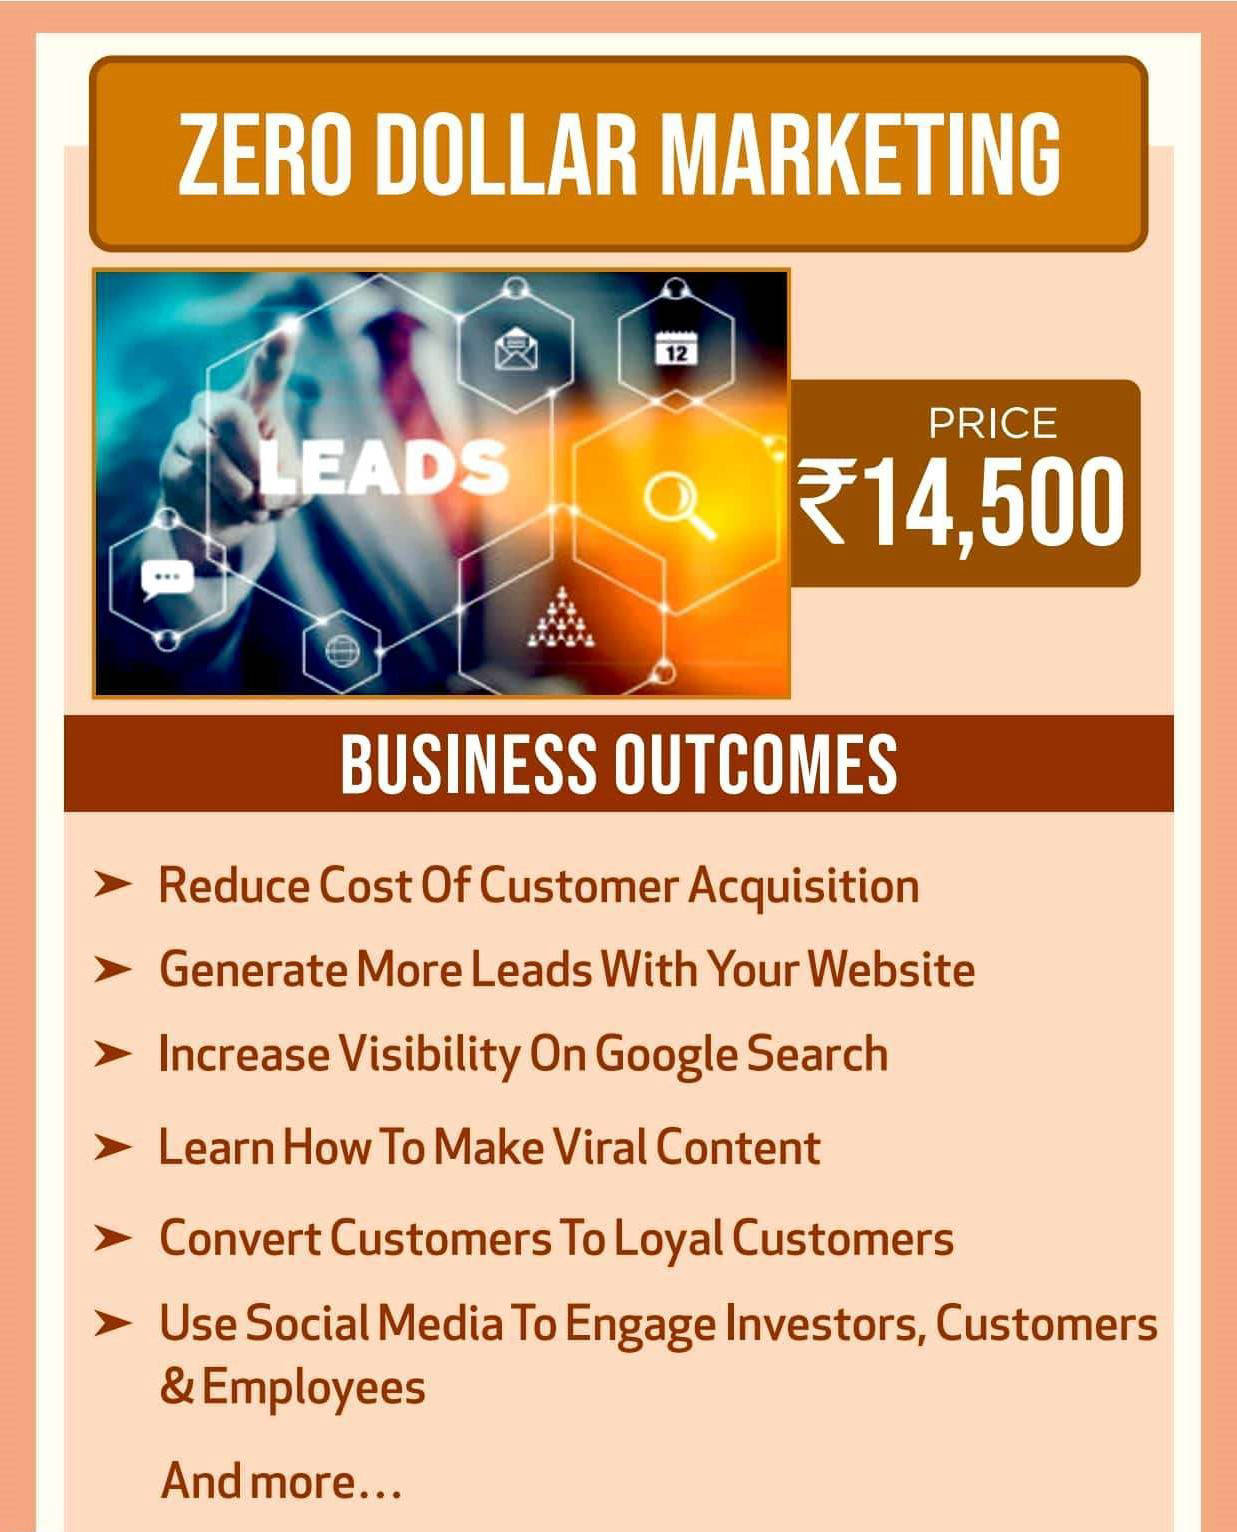 ZERO DOLLAR MARKETING
LEADS
12
PRICE
₹14,500
BUSINESS OUTCOMES
➤ Reduce Cost Of Customer Acquisition
➤ Generate More Leads With Your Website
➤ Increase Visibility On Google Search
➤ Learn How To Make Viral Content
➤ Convert Customers To Loyal Customers
➤ Use Social Media To Engage Investors, Customers
& Employees
And more...